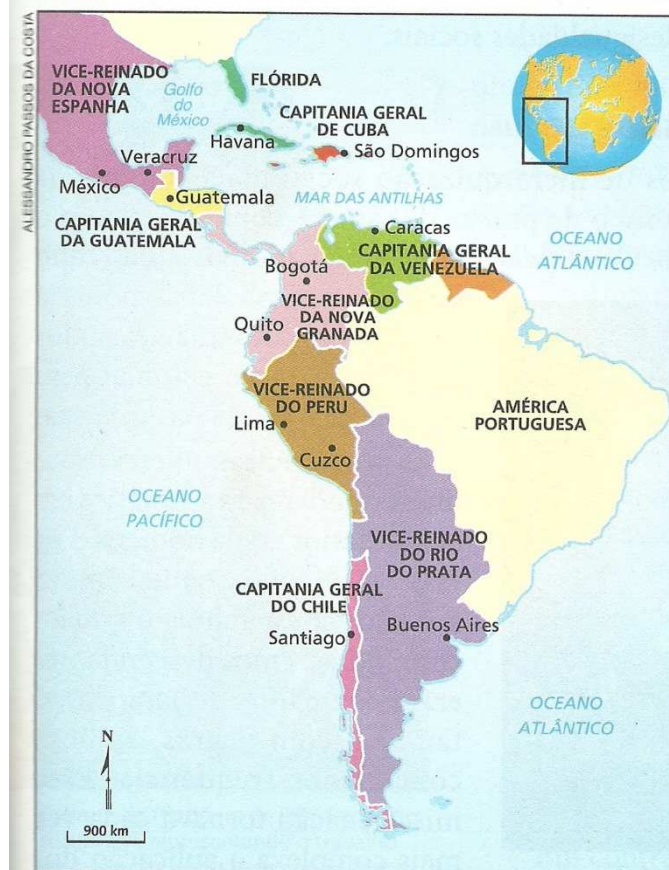 ALESSANDRO PASSOS DA COSTA
VICE-REINADO
DA NOVA
ESPANHA
Golfo
do
México
FLÓRIDA
CAPITANIA GERAL
DE CUBA
Havana
São Domingos
Veracruz
México
Guatemala
MAR DAS ANTILHAS
CAPITANIA GERAL
DA GUATEMALA
Caracas
CAPITANIA GERAL
DA VENEZUELA
OCEANO
ATLÂNTICO
Bogotá
VICE-REINADO
DA NOVA
GRANADA
Quito
VICE-REINADO
DO PERU
Lima
Cuzco
AMÉRICA
PORTUGUESA
OCEANO
PACÍFICO
VICE-REINADO
DO RIO
DO PRATA
CAPITANIA GERAL
DO CHILE
Santiago
Buenos Aires
OCEANO
ATLÂNTICO
N
900 km